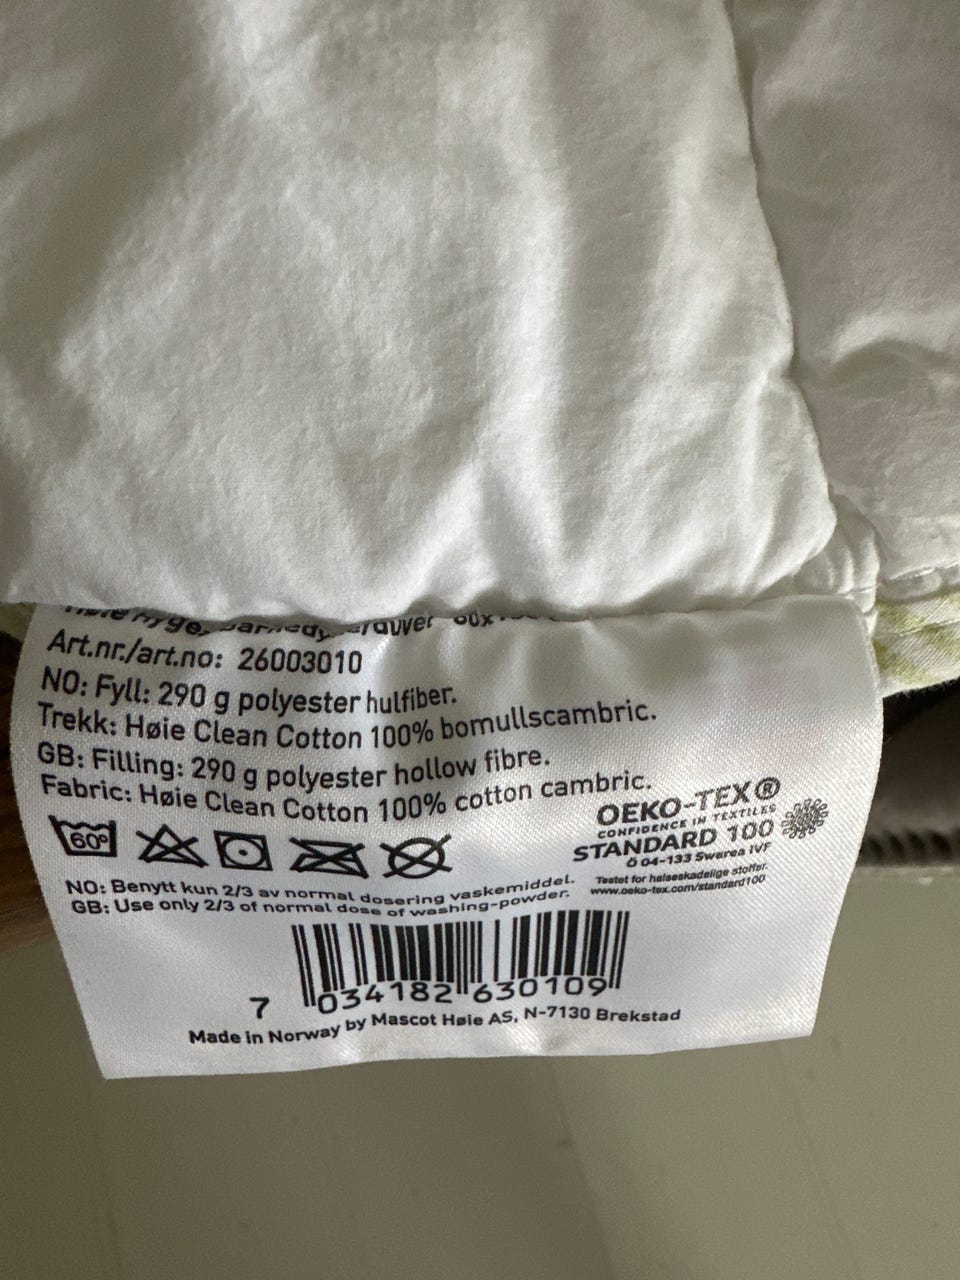 Art.nr./art.no: 26003010
NO: Fyll: 290 g polyester hulfiber.
Trekk: Høie Clean Cotton 100% bomullscambric.
GB: Filling: 290 g polyester hollow fibre.
Fabric: Høie Clean Cotton 100% cotton cambric.
60°
OEKO-TEX®
CONFIDENCE IN TEXTILES
STANDARD 100
Ö 04-133 Swerea IVF
Testet for helseskadelige stoffer.
www.oeko-tex.com/standard100
NO: Benytt kun 2/3 av normal dosering vaskemiddel.
GB: Use only 2/3 of normal dose of washing-powder.
7 034182 630109
Made in Norway by Mascot Høie AS, N-7130 Brekstad